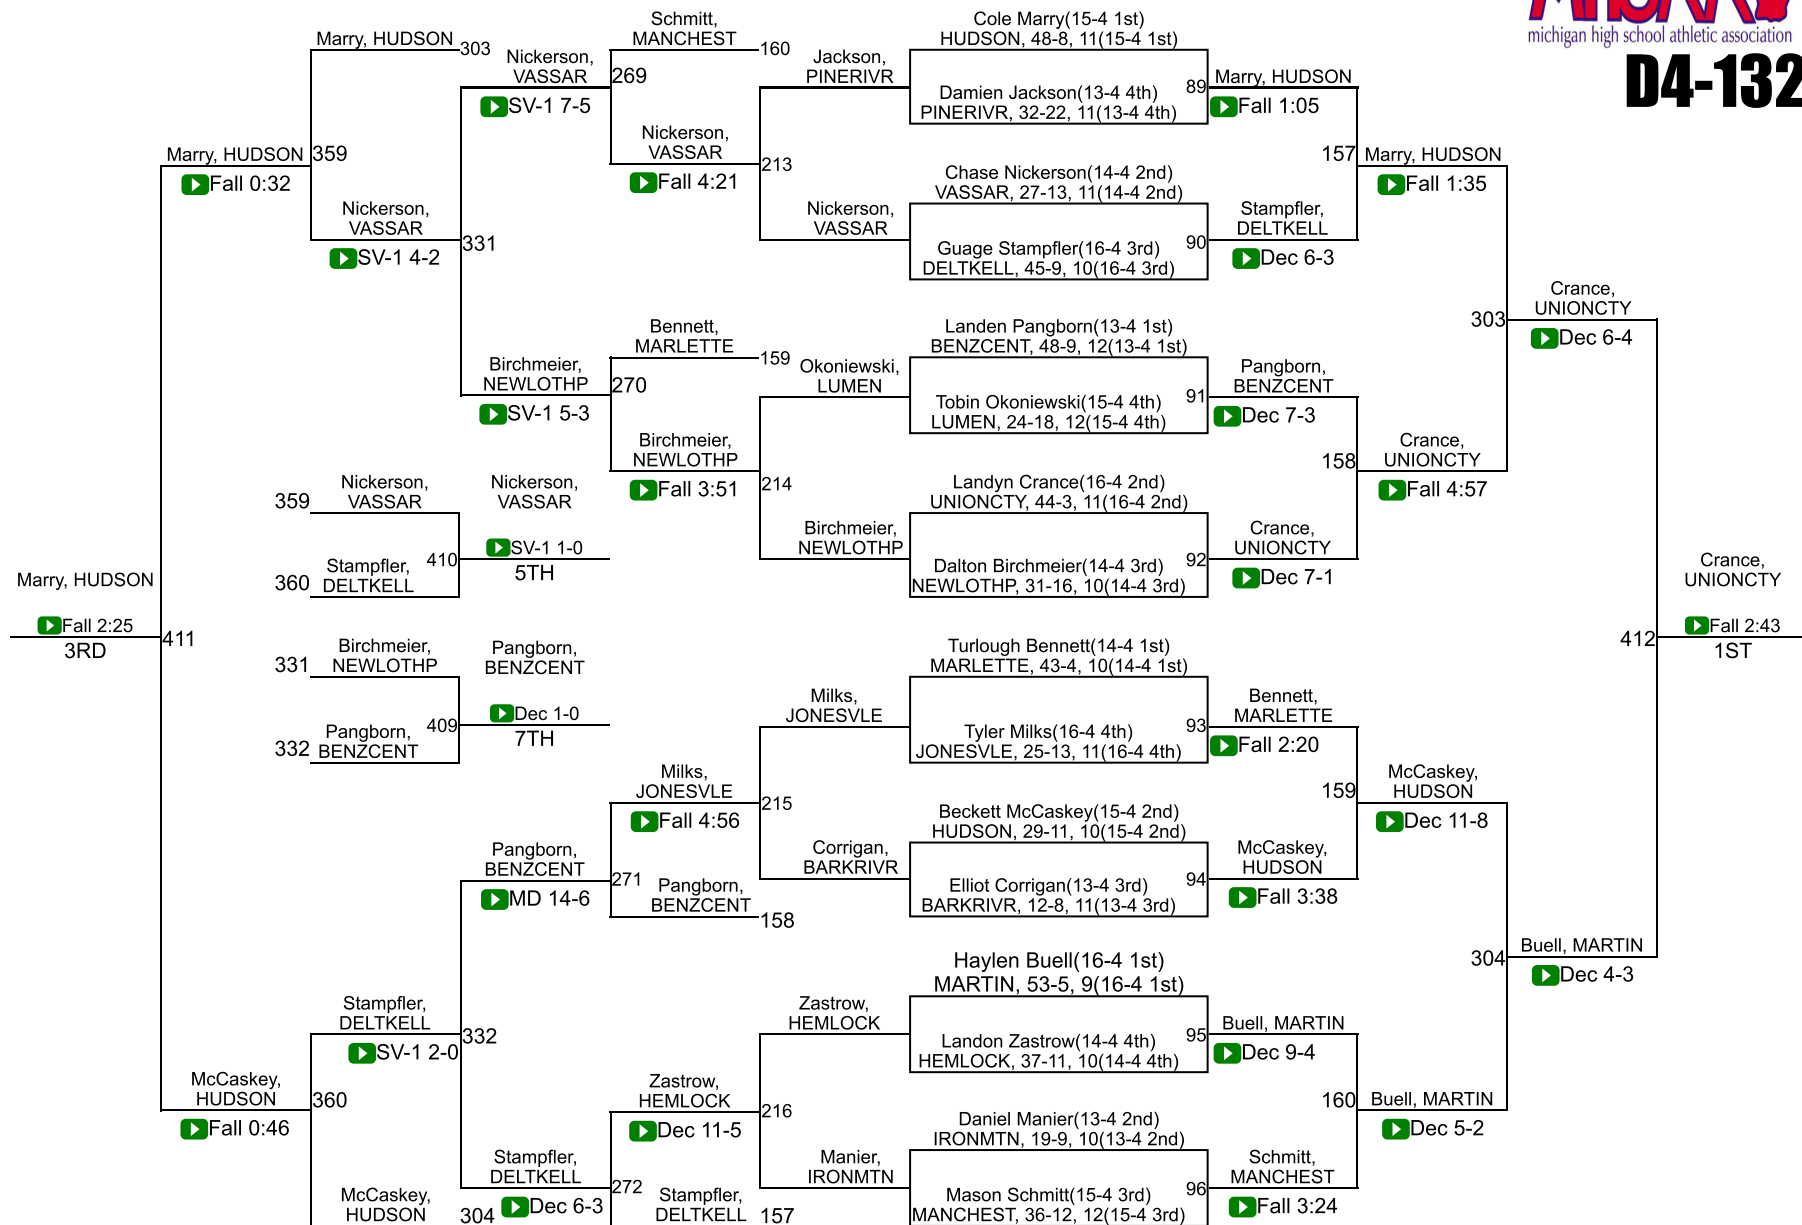 MHSAA
michigan high school athletic association
D4-132
Marry, HUDSON
303
359
Nickerson,
VASSAR
SV-1 7-5
Schmitt,
MANCHEST
160
269
Nickerson,
VASSAR
Fall 4:21
213
Jackson,
PINERIVR
Nickerson,
VASSAR
Cole Marry(15-4 1st)
HUDSON, 48-8, 11(15-4 1st)
Damien Jackson(13-4 4th)
PINERIVR, 32-22, 11(13-4 4th)
89
Marry, HUDSON
Fall 1:05
Chase Nickerson(14-4 2nd)
VASSAR, 27-13, 11(14-4 2nd)
Guage Stampfler(16-4 3rd)
DELTKELL, 45-9, 10(16-4 3rd)
90
Stampfler,
DELTKELL
Dec 6-3
157
Marry, HUDSON
Fall 1:35
Marry, HUDSON
Fall 0:32
Nickerson,
VASSAR
SV-1 4-2
331
Birchmeier,
NEWLOTHP
SV-1 5-3
Bennett,
MARLETTE
159
270
Birchmeier,
NEWLOTHP
Fall 3:51
214
Okoniewski,
LUMEN
Birchmeier,
NEWLOTHP
Landen Pangborn(13-4 1st)
BENZCENT, 48-9, 12(13-4 1st)
Tobin Okoniewski(15-4 4th)
LUMEN, 24-18, 12(15-4 4th)
91
Pangborn,
BENZCENT
Dec 7-3
Landyn Crance(16-4 2nd)
UNIONCTY, 44-3, 11(16-4 2nd)
Dalton Birchmeier(14-4 3rd)
NEWLOTHP, 31-16, 10(14-4 3rd)
92
Crance,
UNIONCTY
Dec 7-1
158
Crance,
UNIONCTY
Fall 4:57
303
Crance,
UNIONCTY
Dec 6-4
359
Nickerson,
VASSAR
360
Stampfler,
DELTKELL
410
Nickerson,
VASSAR
SV-1 1-0
5TH
Marry, HUDSON
Fall 2:25
3RD
411
331
Birchmeier,
NEWLOTHP
332
Pangborn,
BENZCENT
409
Pangborn,
BENZCENT
Dec 1-0
7TH
412
Crance,
UNIONCTY
Fall 2:43
1ST
Milks,
JONESVLE
Fall 4:56
215
Milks,
JONESVLE
Corrigan,
BARKRIVR
Turlough Bennett(14-4 1st)
MARLETTE, 43-4, 10(14-4 1st)
Tyler Milks(16-4 4th)
JONESVLE, 25-13, 11(16-4 4th)
93
Bennett,
MARLETTE
Fall 2:20
Beckett McCaskey(15-4 2nd)
HUDSON, 29-11, 10(15-4 2nd)
Elliot Corrigan(13-4 3rd)
BARKRIVR, 12-8, 11(13-4 3rd)
94
McCaskey,
HUDSON
Fall 3:38
159
McCaskey,
HUDSON
Dec 11-8
Pangborn,
BENZCENT
MD 14-6
271
Pangborn,
BENZCENT
158
Stampfler,
DELTKELL
SV-1 2-0
332
McCaskey,
HUDSON
Fall 0:46
360
McCaskey,
HUDSON
304
Stampfler,
DELTKELL
Dec 6-3
272
Zastrow,
HEMLOCK
Dec 11-5
216
Stampfler,
DELTKELL
157
Zastrow,
HEMLOCK
Manier,
IRONMTN
Haylen Buell(16-4 1st)
MARTIN, 53-5, 9(16-4 1st)
Landon Zastrow(14-4 4th)
HEMLOCK, 37-11, 10(14-4 4th)
95
Buell, MARTIN
Dec 9-4
Daniel Manier(13-4 2nd)
IRONMTN, 19-9, 10(13-4 2nd)
Mason Schmitt(15-4 3rd)
MANCHEST, 36-12, 12(15-4 3rd)
96
Schmitt,
MANCHEST
Fall 3:24
160
Buell, MARTIN
Dec 5-2
304
Buell, MARTIN
Dec 4-3